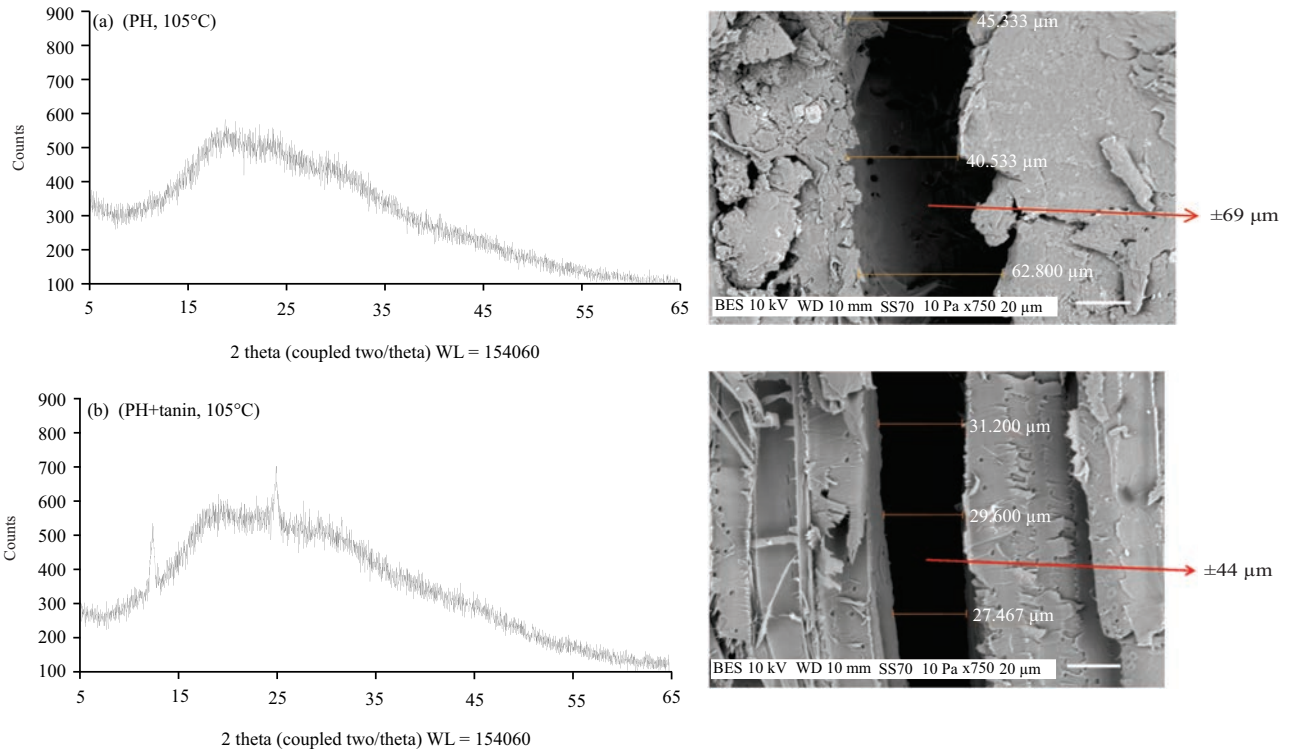 (a) (PH, 105°C)
900
800
700
600
500
400
300
200
100
Counts
5 15 25 35 45 55 65
2 theta (coupled two/theta) WL = 154060
45.333 µm
40.533 µm
62.800 µm
±69 µm
BES 10 kV WD 10 mm SS70 10 Pa x750 20 µm
(b) (PH+tanin, 105°C)
900
800
700
600
500
400
300
200
100
Counts
5 15 25 35 45 55 65
2 theta (coupled two/theta) WL = 154060
31.200 µm
29.600 µm
27.467 µm
±44 µm
BES 10 kV WD 10 mm SS70 10 Pa x750 20 µm